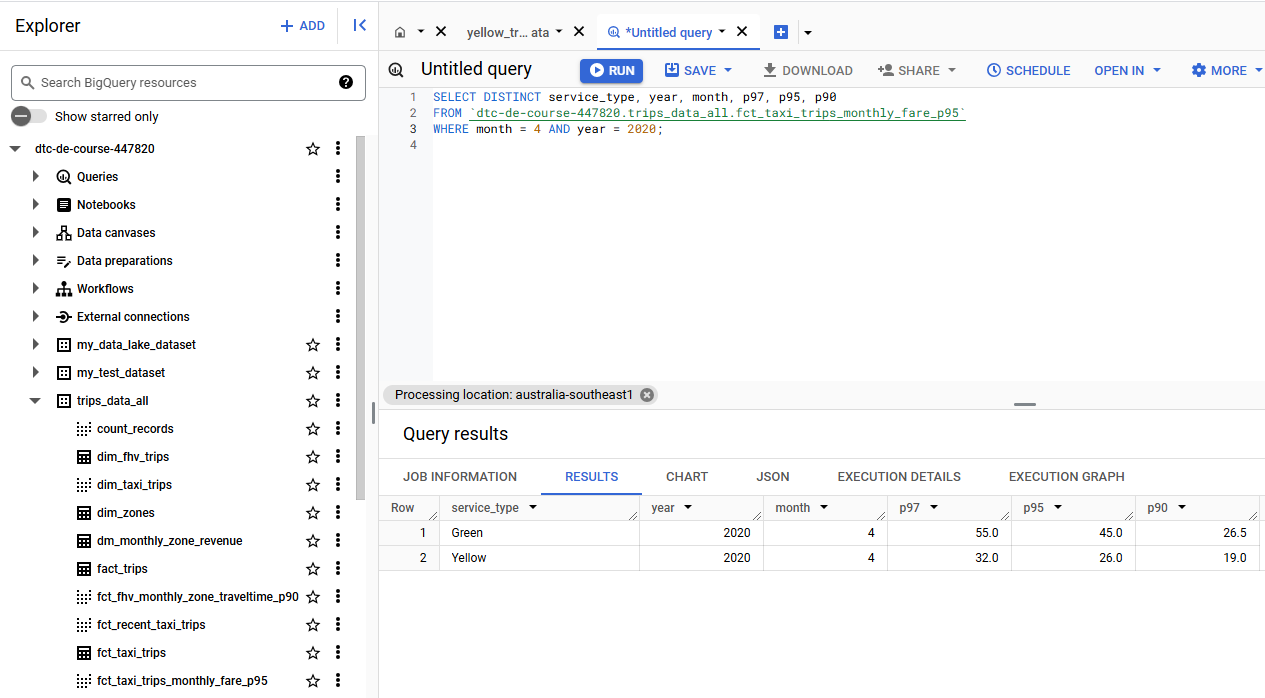 Explorer
+ ADD
Search BigQuery resources
Show starred only
dtc-de-course-447820
Queries
Notebooks
Data canvases
Data preparations
Workflows
External connections
my_data_lake_dataset
my_test_dataset
trips_data_all
count_records
dim_fhv_trips
dim_taxi_trips
dim_zones
dm_monthly_zone_revenue
fact_trips
fct_fhv_monthly_zone_traveltime_p90
fct_recent_taxi_trips
fct_taxi_trips
fct_taxi_trips_monthly_fare_p95
yellow_tr... ata
*Untitled query
Untitled query
RUN
SAVE
DOWNLOAD
SHARE
SCHEDULE
OPEN IN
MORE
1 SELECT DISTINCT service_type, year, month, p97, p95, p90
2 FROM `dtc-de-course-447820.trips_data_all.fct_taxi_trips_monthly_fare_p95`
3 WHERE month = 4 AND year = 2020;
4
Processing location: australia-southeast1
Query results
JOB INFORMATION RESULTS CHART JSON EXECUTION DETAILS EXECUTION GRAPH
Row service_type year month p97 p95 p90
1 Green 2020 4 55.0 45.0 26.5
2 Yellow 2020 4 32.0 26.0 19.0